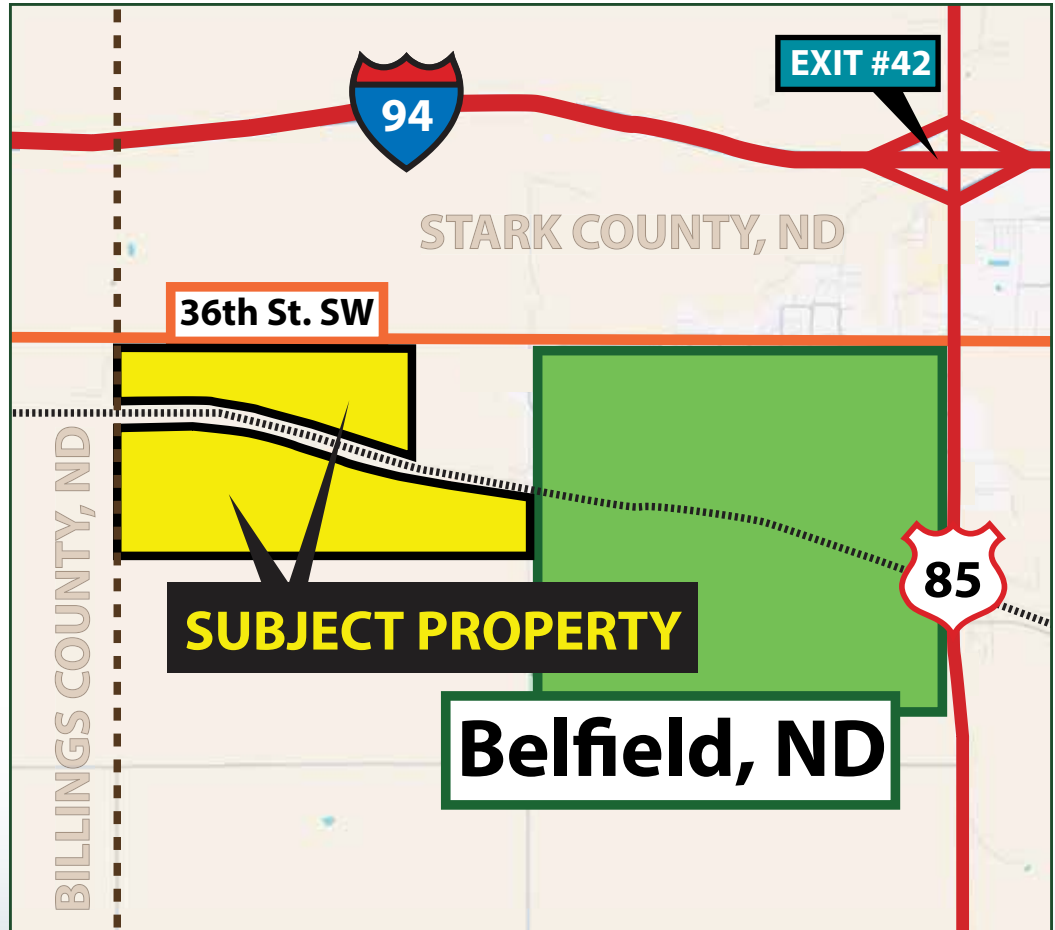 EXIT #42
94
STARK COUNTY, ND
36th St. SW
BILLINGS COUNTY, ND
85
SUBJECT PROPERTY
Belfield, ND